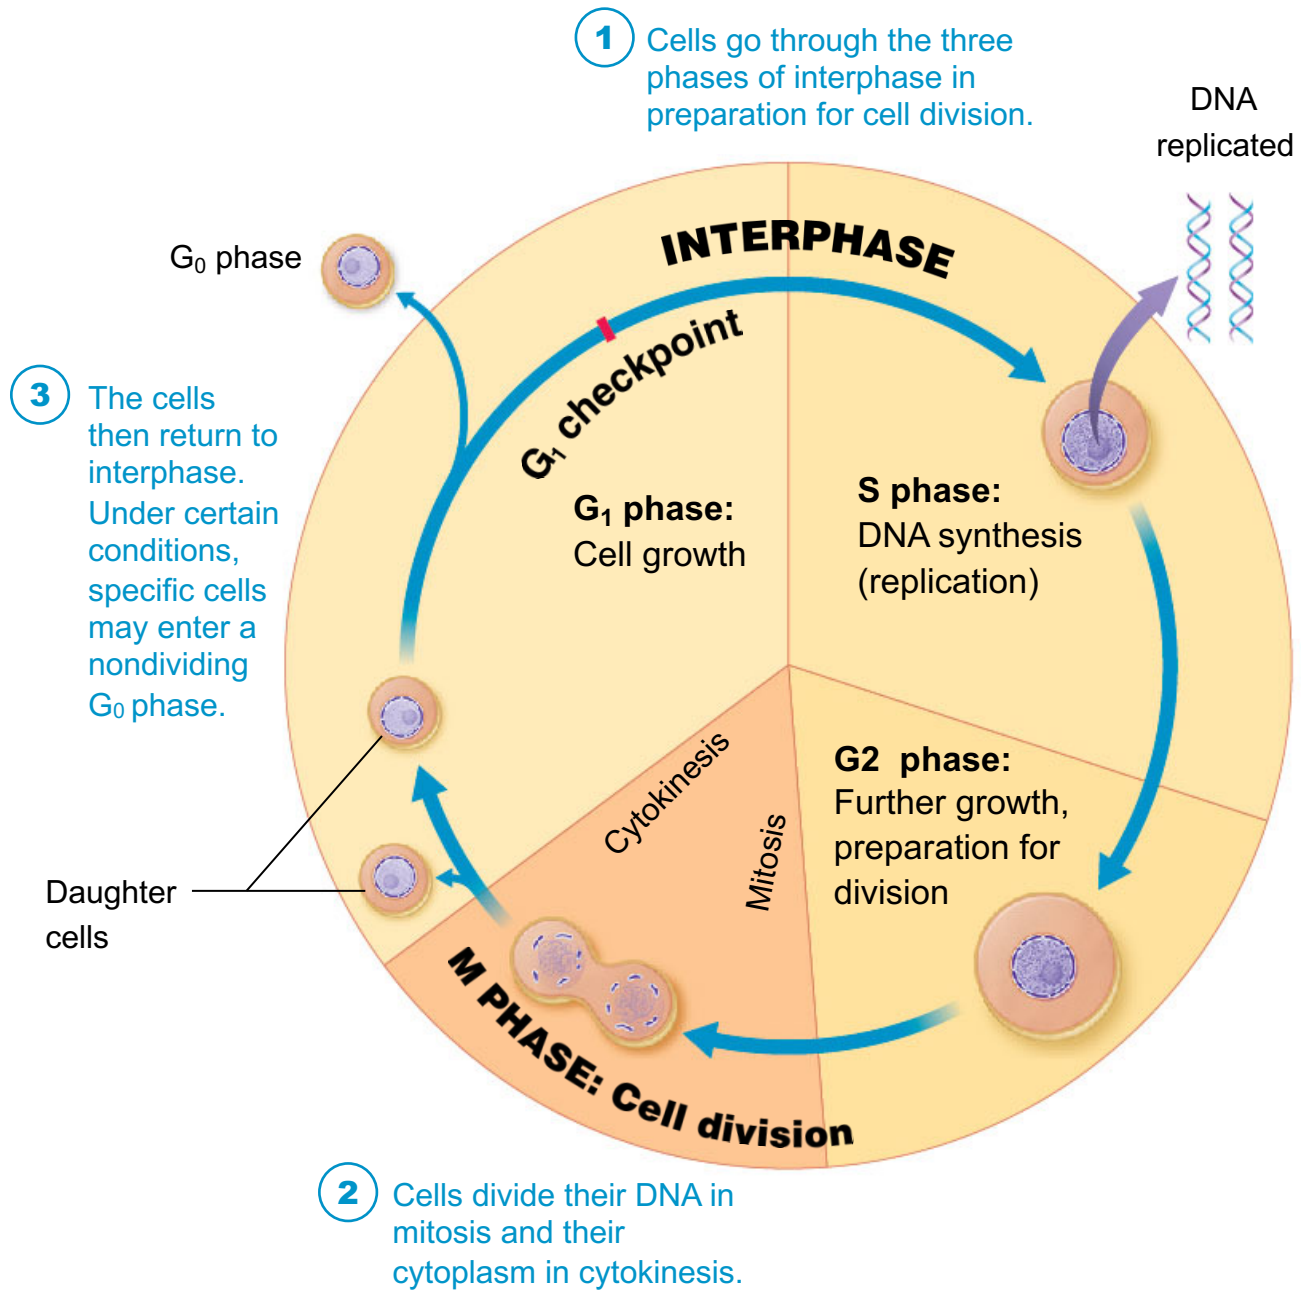 1 Cells go through the three
phases of interphase in
preparation for cell division.
DNA
replicated
INTERPHASE
G₀ phase
G₁ checkpoint
3 The cells
then return to
interphase.
Under certain
conditions,
specific cells
may enter a
nondividing
G₀ phase.
G₁ phase:
Cell growth
S phase:
DNA synthesis
(replication)
Cytokinesis
Mitosis
G2 phase:
Further growth,
preparation for
division
Daughter
cells
M PHASE: Cell division
2 Cells divide their DNA in
mitosis and their
cytoplasm in cytokinesis.